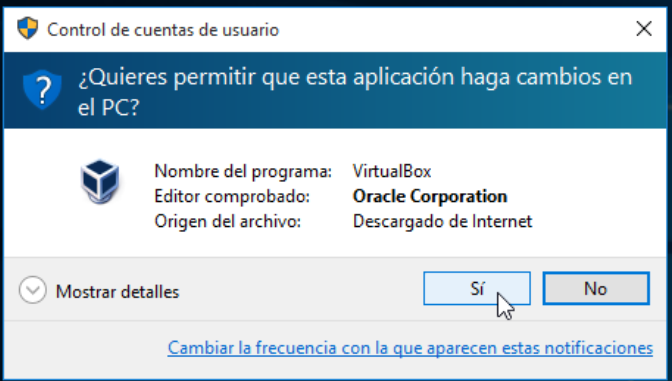 Control de cuentas de usuario
¿Quieres permitir que esta aplicación haga cambios en
el PC?
Nombre del programa: VirtualBox
Editor comprobado: Oracle Corporation
Origen del archivo: Descargado de Internet
Mostrar detalles
Sí
No
Cambiar la frecuencia con la que aparecen estas notificaciones